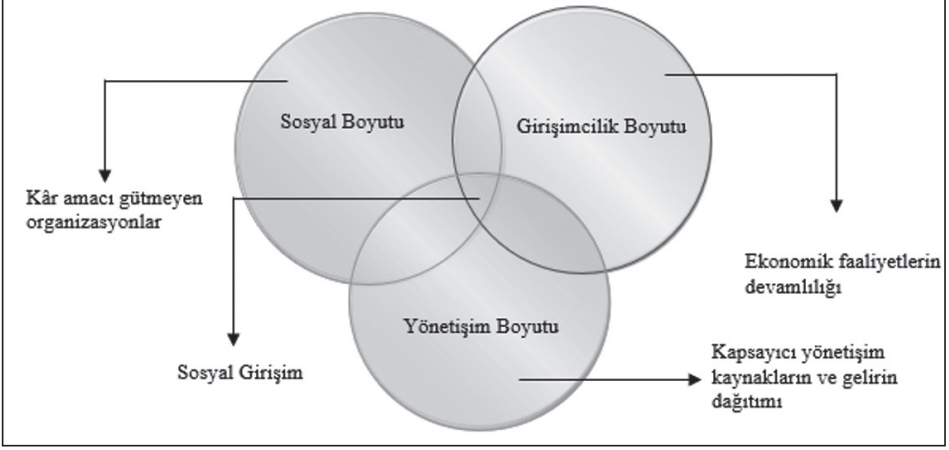 Sosyal Boyutu
Girişimcilik Boyutu
Kâr amacı gütmeyen
organizasyonlar
Ekonomik faaliyetlerin
devamlılığı
Yönetişim Boyutu
Sosyal Girişim
Kapsayıcı yönetişim
kaynakların ve gelirin
dağıtımı